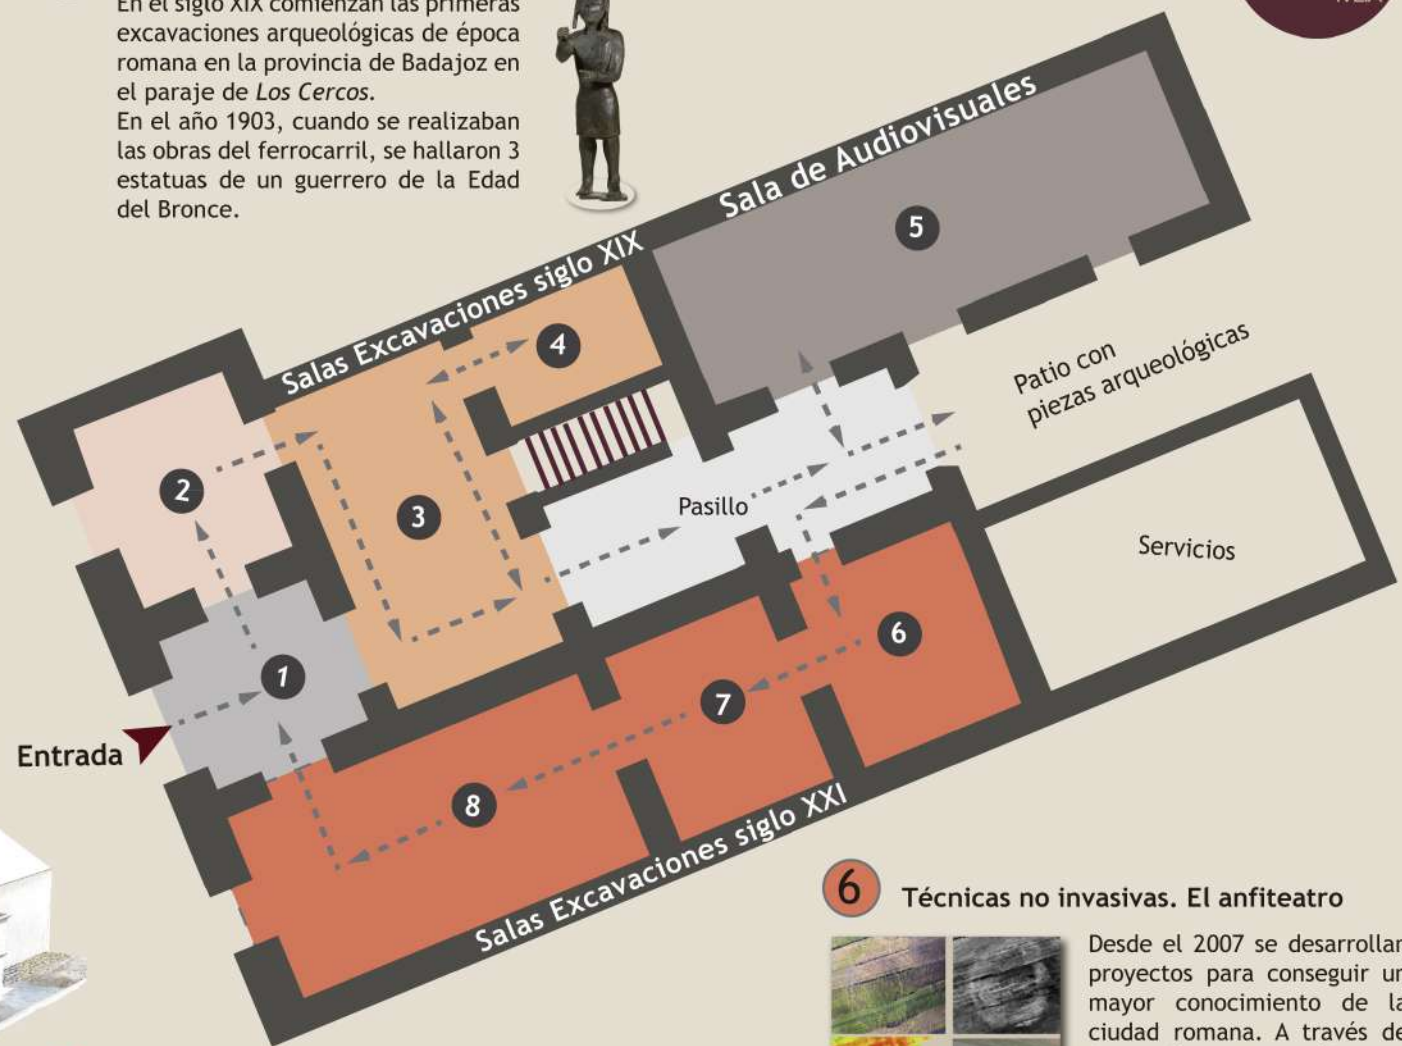 En el siglo XIX comienzan las primeras
excavaciones arqueológicas de época
romana en la provincia de Badajoz en
el paraje de Los Cercos.
En el año 1903, cuando se realizaban
las obras del ferrocarril, se hallaron 3
estatuas de un guerrero de la Edad
del Bronce.
Sala de Audiovisuales
5
Salas Excavaciones siglo XIX
4
Patio con
piezas arqueológicas
2
3
Pasillo
Servicios
1
6
7
Entrada
8
Salas Excavaciones siglo XXI
6 Técnicas no invasivas. El anfiteatro
Desde el 2007 se desarrollan
proyectos para conseguir un
mayor conocimiento de la
ciudad romana. A través de